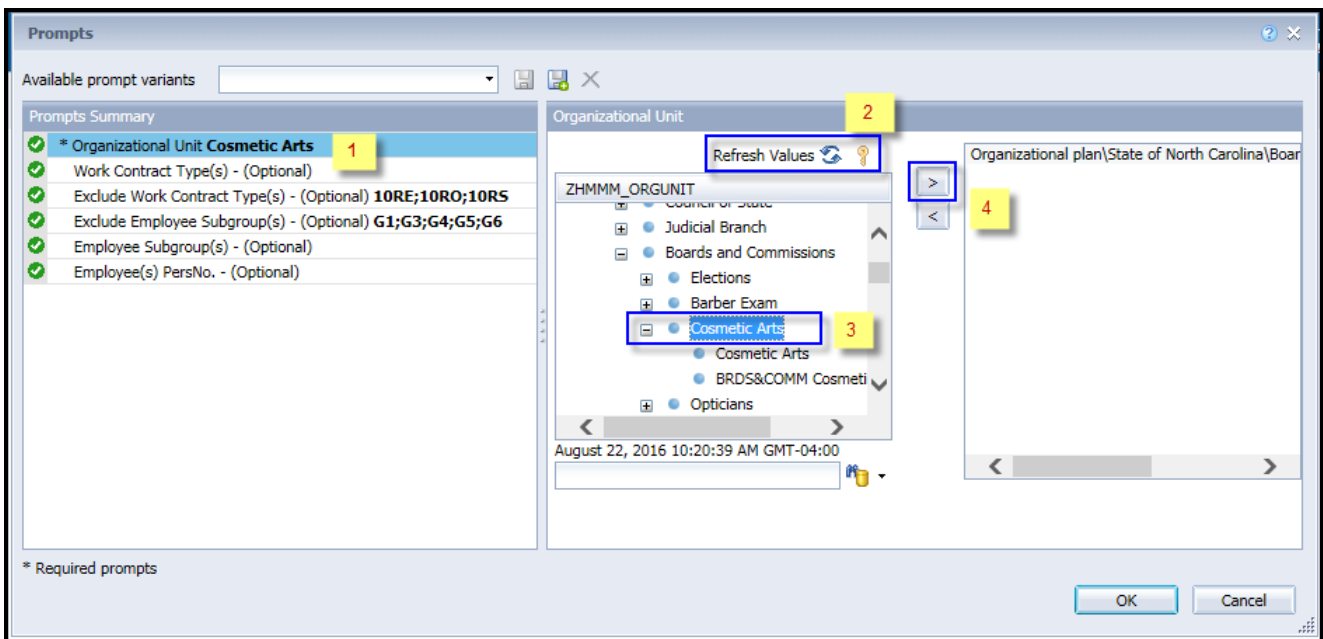 Prompts
Available prompt variants
Prompts Summary
* Organizational Unit Cosmetic Arts
1
Work Contract Type(s) - (Optional)
Exclude Work Contract Type(s) - (Optional) 10RE;10RO;10RS
Exclude Employee Subgroup(s) - (Optional) G1;G3;G4;G5;G6
Employee Subgroup(s) - (Optional)
Employee(s) PersNo. - (Optional)
Organizational Unit
2
Refresh Values
ZHMMM_ORGUNIT
Council of State
Judicial Branch
Boards and Commissions
Elections
Barber Exam
Cosmetic Arts
3
Cosmetic Arts
BRDS&COMM Cosmeti
Opticians
August 22, 2016 10:20:39 AM GMT-04:00
>
<
4
Organizational plan\State of North Carolina\Boar
* Required prompts
OK
Cancel